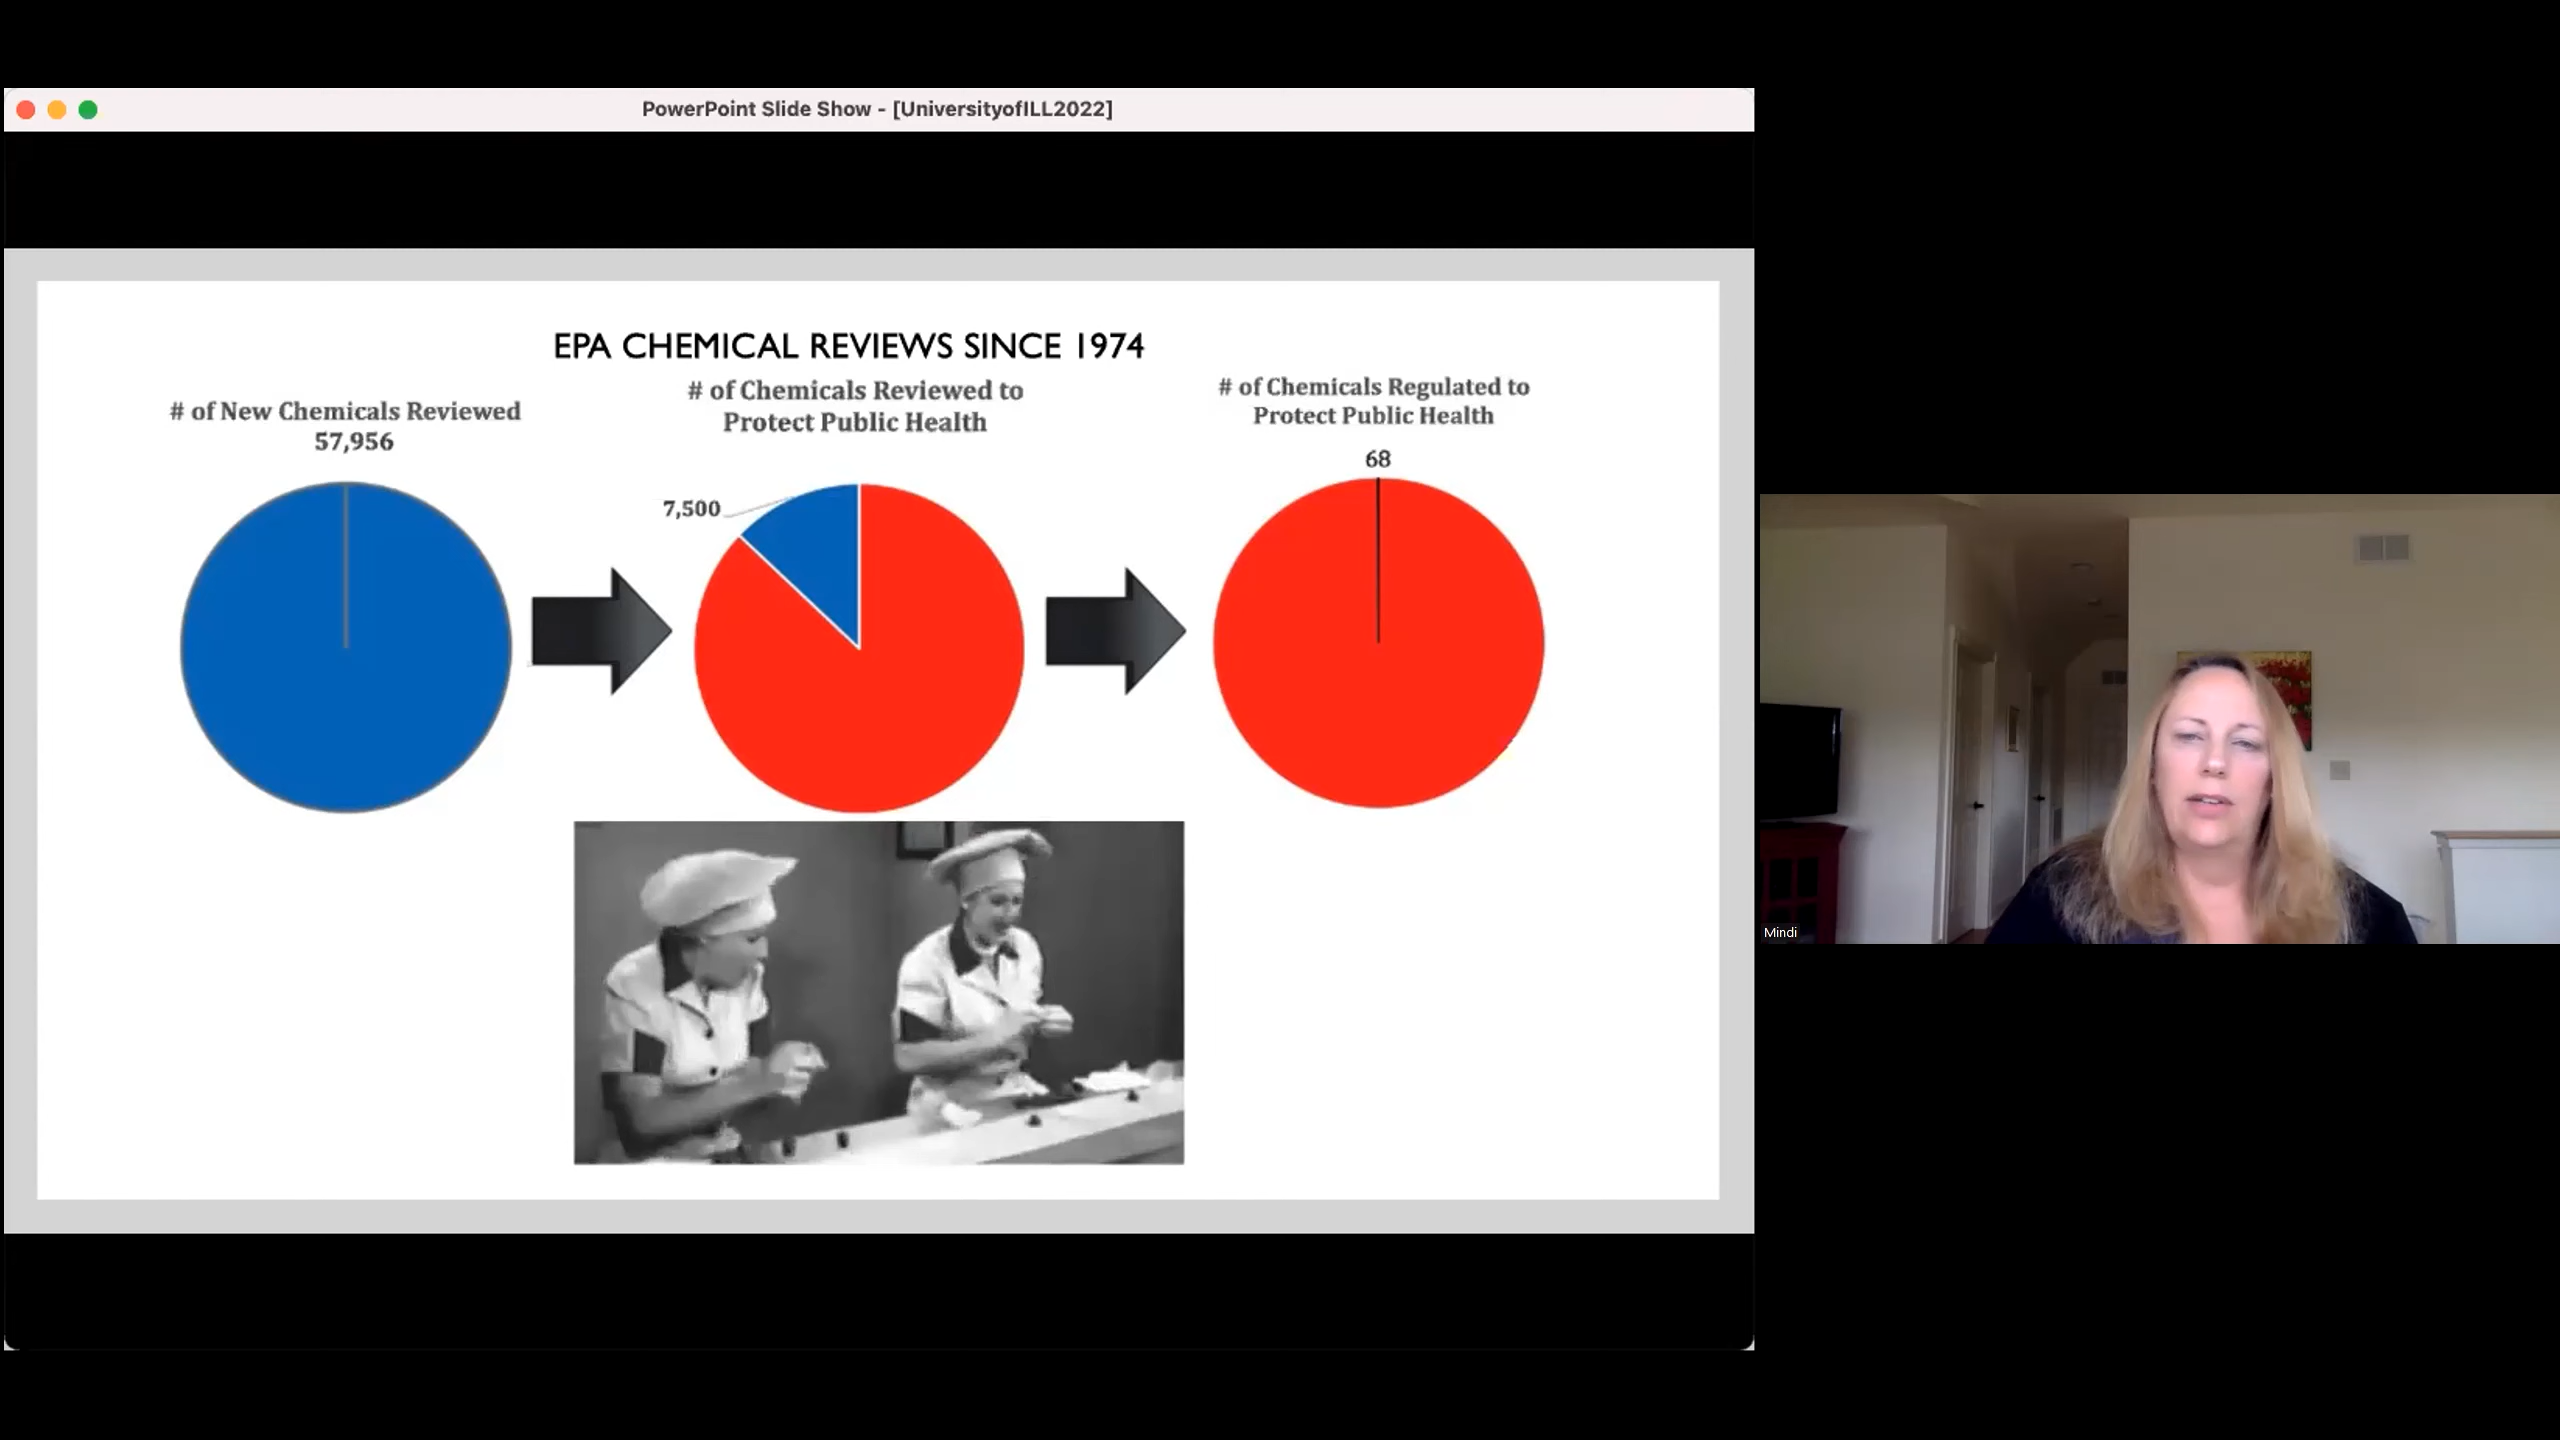 PowerPoint Slide Show - [UniversityofILL2022]
EPA CHEMICAL REVIEWS SINCE 1974
# of New Chemicals Reviewed
57,956
# of Chemicals Reviewed to
Protect Public Health
7,500
# of Chemicals Regulated to
Protect Public Health
68
Mindi